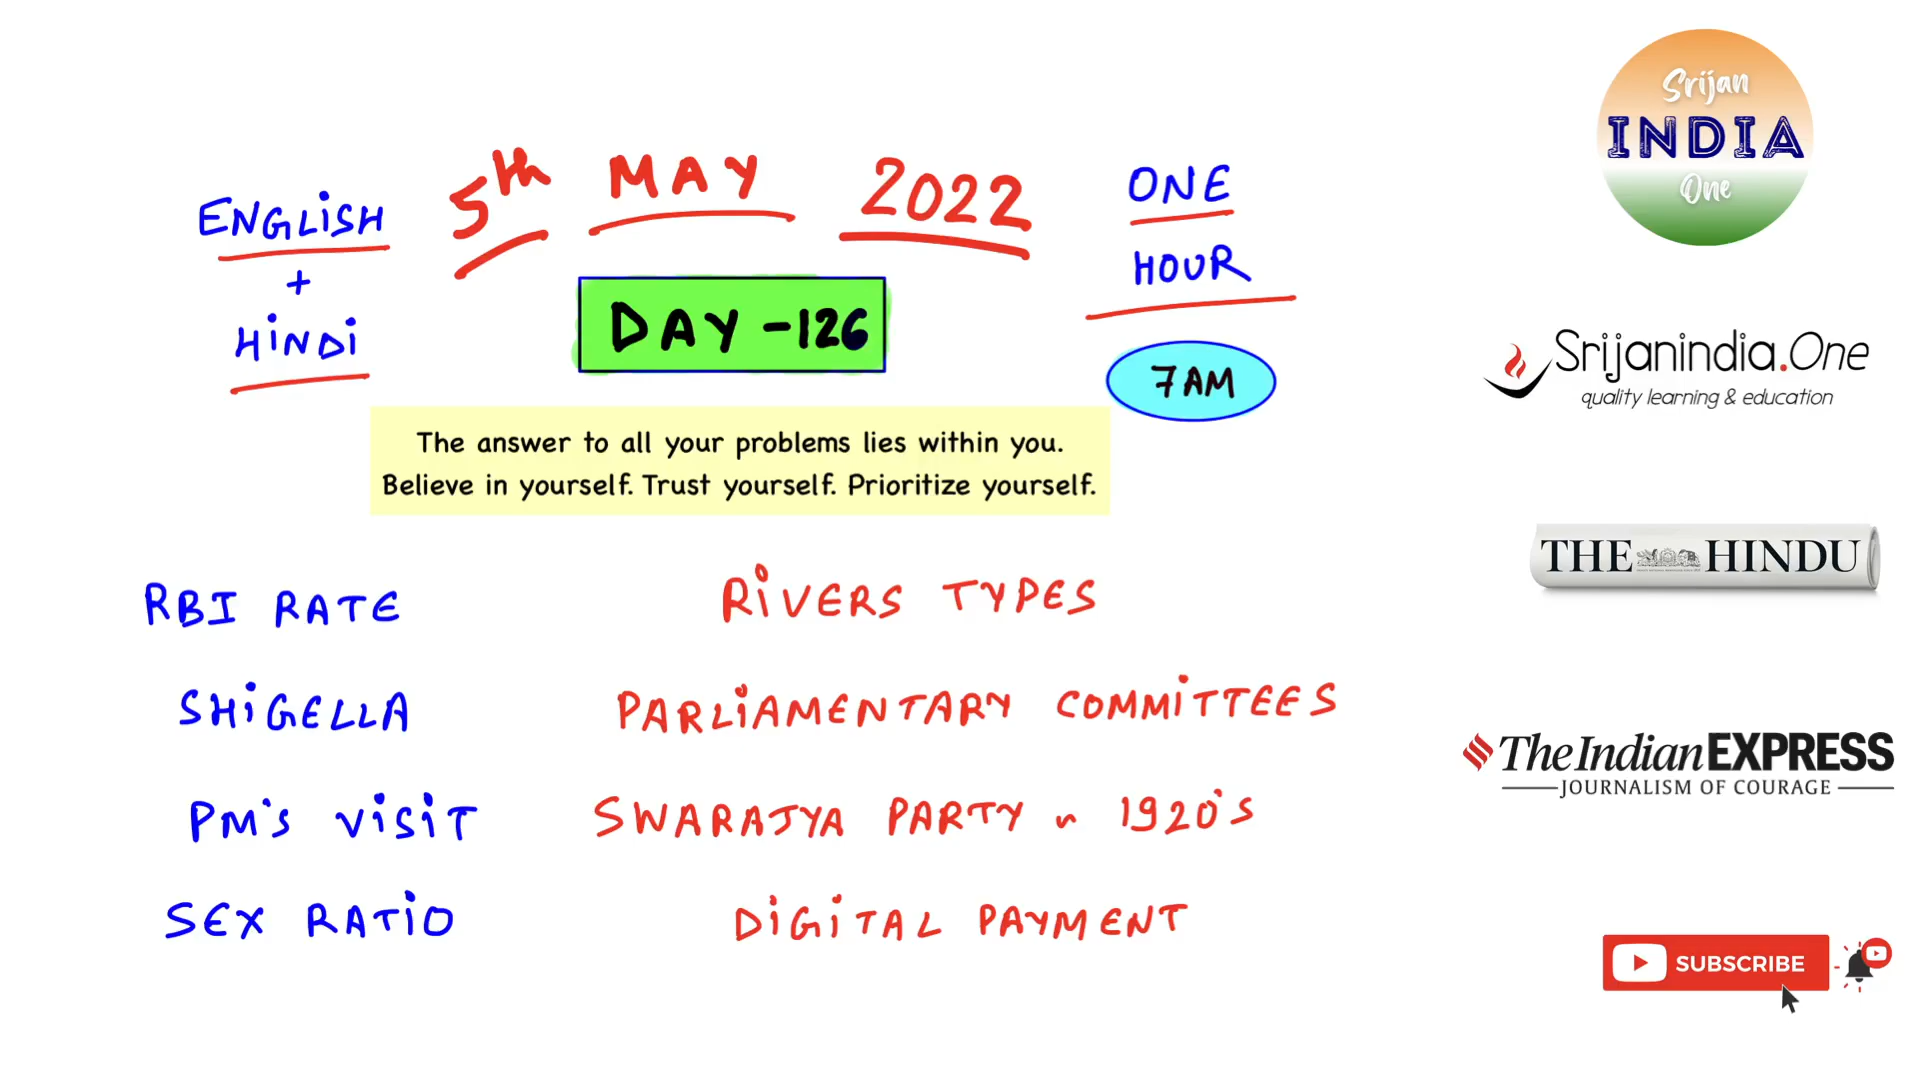 ENGLISH
+
HINDI
5th MAY 2022
DAY - 126
ONE
HOUR
7AM
The answer to all your problems lies within you.
Believe in yourself. Trust yourself. Prioritize yourself.
RBI RATE
RIVERS TYPES
SHIGELLA
PARLIAMENTARY COMMITTEES
PM's VISIT
SWARAJYA PARTY n 1920's
SEX RATIO
DIGITAL PAYMENT
Srijan
INDIA
One
Srijanindia.One
quality learning & education
THE HINDU
The Indian EXPRESS
JOURNALISM OF COURAGE
SUBSCRIBE